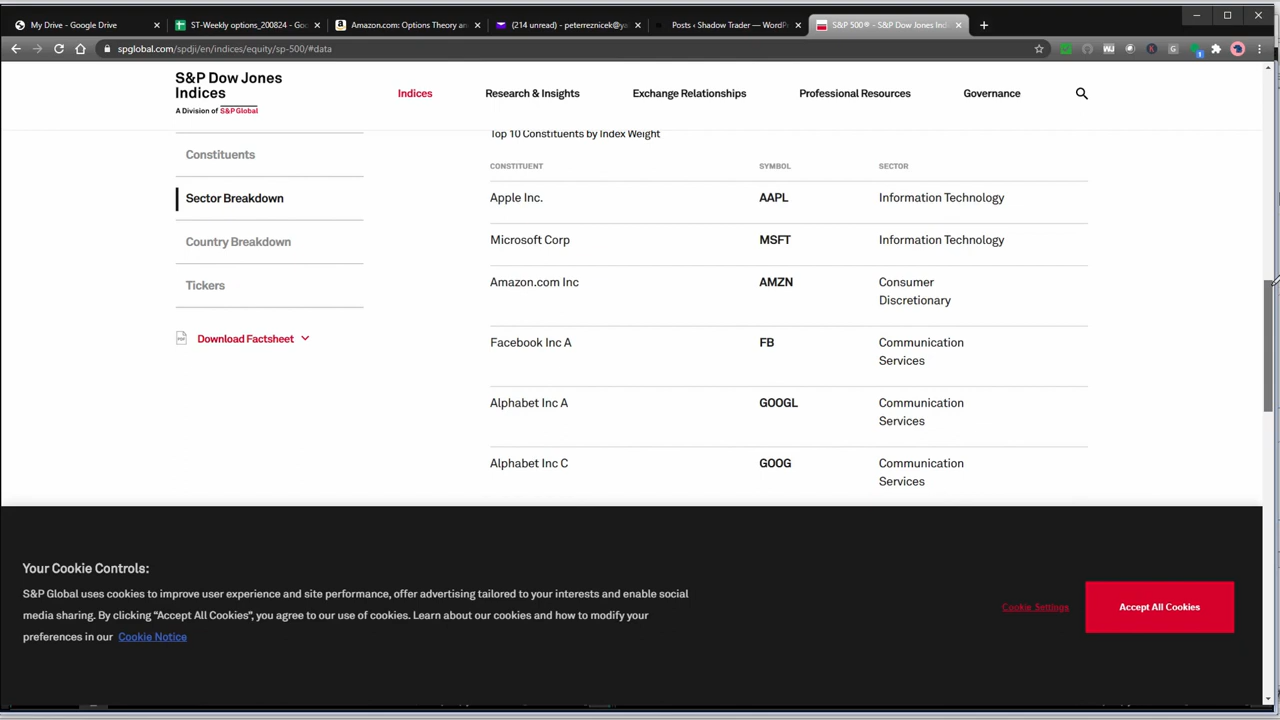 My Drive - Google Drive
ST-Weekly options_200824 - Go
Amazon.com: Options Theory an
(214 unread) - peterreznicek@ya
Posts ‹ Shadow Trader — WordPr
S&P 500® - S&P Dow Jones Ind
spglobal.com/spdji/en/indices/equity/sp-500/#data
S&P Dow Jones
Indices
A Division of S&P Global
Indices
Research & Insights
Exchange Relationships
Professional Resources
Governance
Constituents
Sector Breakdown
Country Breakdown
Tickers
PDF
Download Factsheet
Top 10 Constituents by Index Weight
CONSTITUENT SYMBOL SECTOR
Apple Inc. AAPL Information Technology
Microsoft Corp MSFT Information Technology
Amazon.com Inc AMZN Consumer
Discretionary
Facebook Inc A FB Communication
Services
Alphabet Inc A GOOGL Communication
Services
Alphabet Inc C GOOG Communication
Services
Your Cookie Controls:
S&P Global uses cookies to improve user experience and site performance, offer advertising tailored to your interests and enable social
media sharing. By clicking “Accept All Cookies”, you agree to our use of cookies. Learn about our cookies and how to modify your
preferences in our Cookie Notice
Cookie Settings
Accept All Cookies